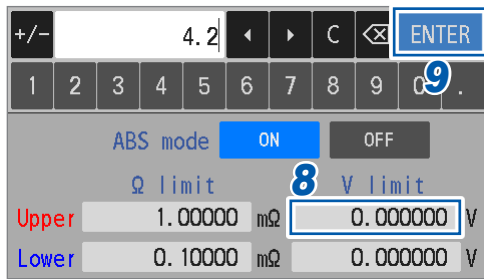 +/- 4.2 C ENTER
1 2 3 4 5 6 7 8 9 0 . 9
ABS mode ON OFF
Ω limit 8 V limit
Upper 1.00000 mΩ 0.000000 V
Lower 0.10000 mΩ 0.000000 V